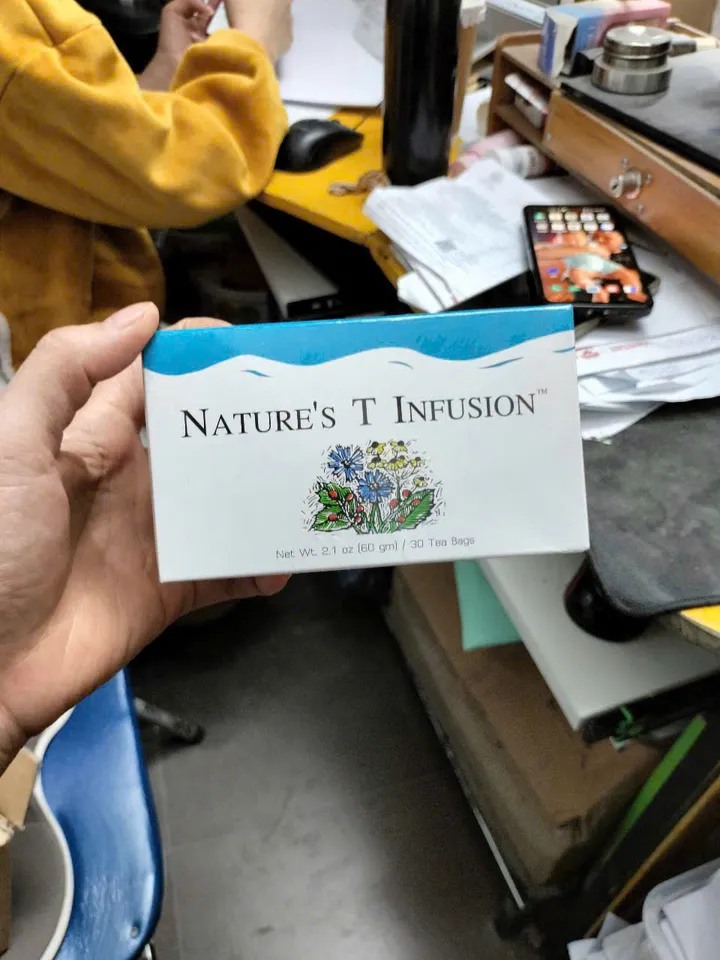 NATURE'S T INFUSION™
Net Wt. 2.1 oz (60 gm) / 30 Tea Bags